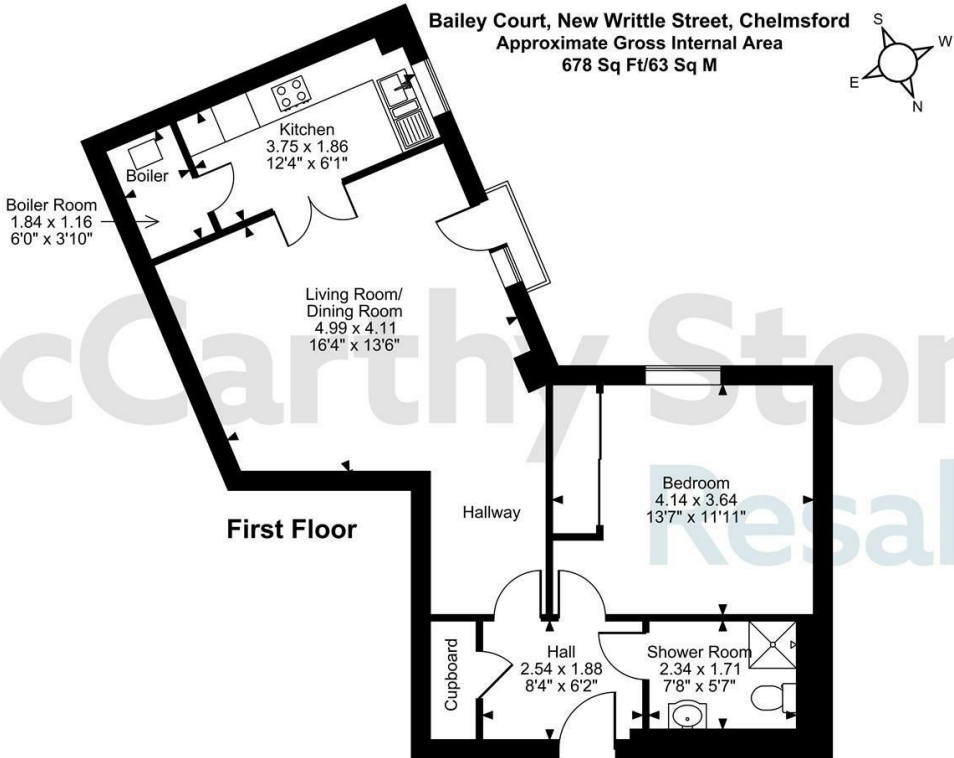 Bailey Court, New Writtle Street, Chelmsford
Approximate Gross Internal Area
678 Sq Ft/63 Sq M
S
W
E
N
Kitchen
3.75 x 1.86
12'4" x 6'1"
Boiler
Boiler Room
1.84 x 1.16
6'0" x 3'10"
Living Room/
Dining Room
4.99 x 4.11
16'4" x 13'6"
cCarthy Ston
Resal
Bedroom
4.14 x 3.64
13'7" x 11'11"
Hallway
First Floor
Cupboard
Hall
2.54 x 1.88
8'4" x 6'2"
Shower Room
2.34 x 1.71
7'8" x 5'7"